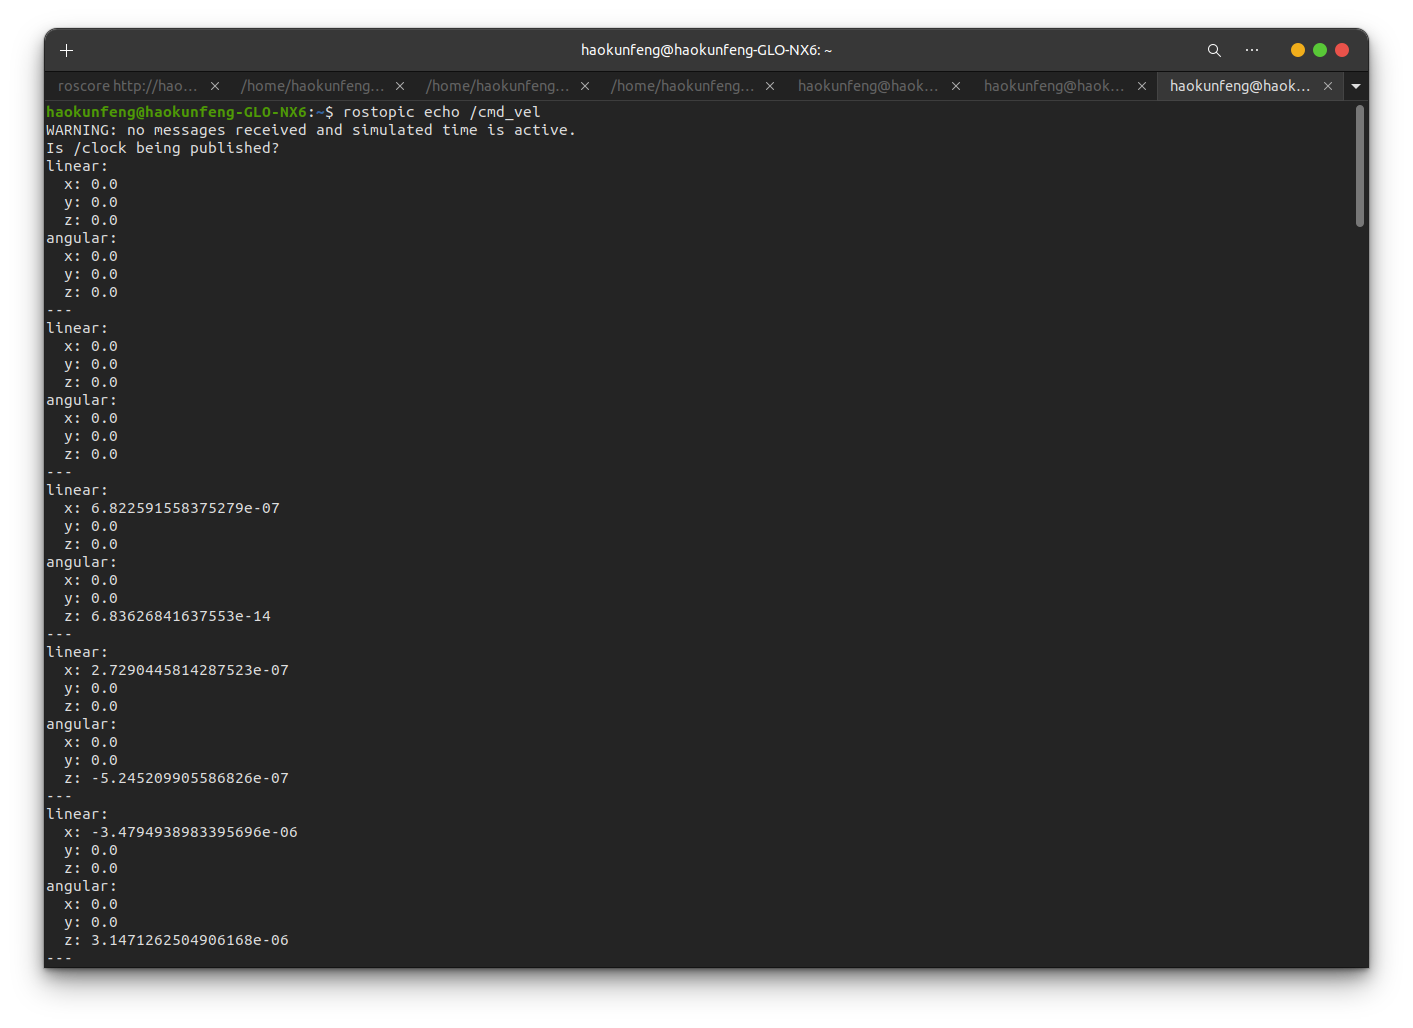 haokunfeng@haokunfeng-GLO-NX6: ~
roscore http://hao... /home/haokunfeng... /home/haokunfeng... /home/haokunfeng... haokunfeng@haok... haokunfeng@haok... haokunfeng@haok...
haokunfeng@haokunfeng-GLO-NX6:~$ rostopic echo /cmd_vel
WARNING: no messages received and simulated time is active.
Is /clock being published?
linear:
  x: 0.0
  y: 0.0
  z: 0.0
angular:
  x: 0.0
  y: 0.0
  z: 0.0
---
linear:
  x: 0.0
  y: 0.0
  z: 0.0
angular:
  x: 0.0
  y: 0.0
  z: 0.0
---
linear:
  x: 6.822591558375279e-07
  y: 0.0
  z: 0.0
angular:
  x: 0.0
  y: 0.0
  z: 6.83626841637553e-14
---
linear:
  x: 2.7290445814287523e-07
  y: 0.0
  z: 0.0
angular:
  x: 0.0
  y: 0.0
  z: -5.245209905586826e-07
---
linear:
  x: -3.4794938983395696e-06
  y: 0.0
  z: 0.0
angular:
  x: 0.0
  y: 0.0
  z: 3.1471262504906168e-06
---